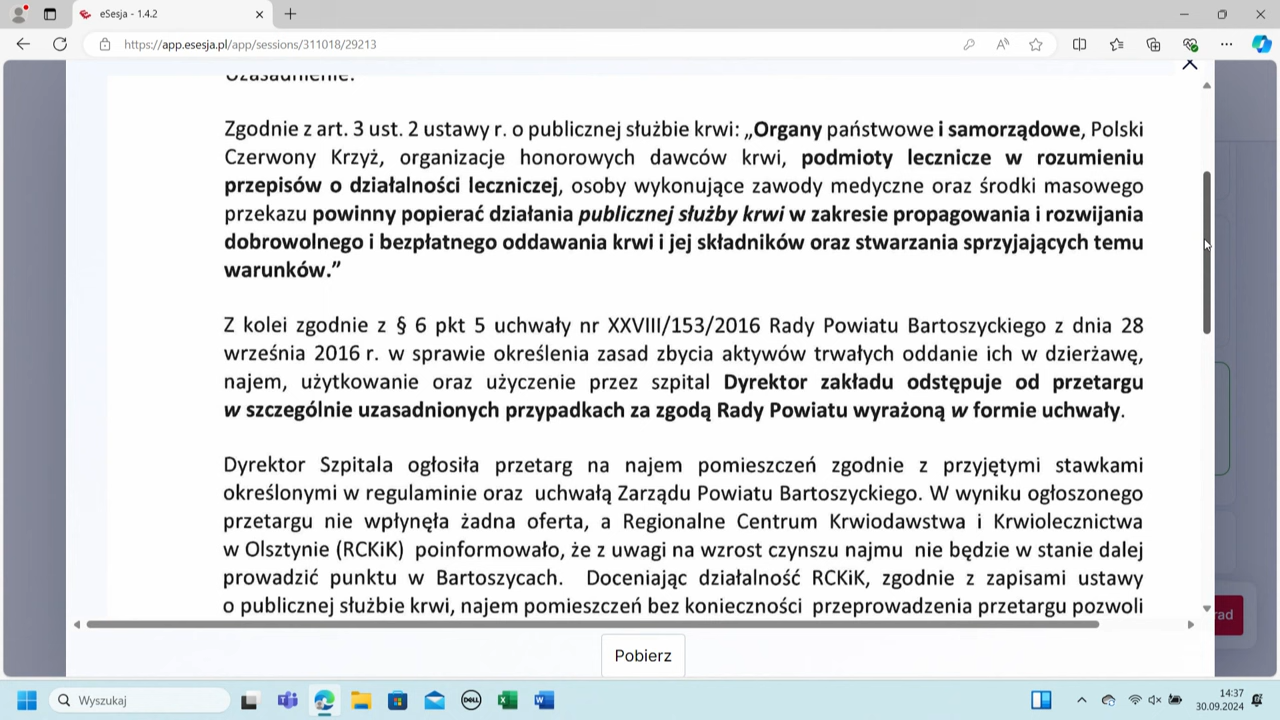 eSesja - 1.4.2
https://app.esesja.pl/app/sessions/311018/29213
Uzasadnienie:
Zgodnie z art. 3 ust. 2 ustawy r. o publicznej służbie krwi: „Organy państwowe i samorządowe, Polski
Czerwony Krzyż, organizacje honorowych dawców krwi, podmioty lecznicze w rozumieniu
przepisów o działalności leczniczej, osoby wykonujące zawody medyczne oraz środki masowego
przekazu powinny popierać działania publicznej służby krwi w zakresie propagowania i rozwijania
dobrowolnego i bezpłatnego oddawania krwi i jej składników oraz stwarzania sprzyjających temu
warunków.”
Z kolei zgodnie z § 6 pkt 5 uchwały nr XXVIII/153/2016 Rady Powiatu Bartoszyckiego z dnia 28
września 2016 r. w sprawie określenia zasad zbycia aktywów trwałych oddanie ich w dzierżawę,
najem, użytkowanie oraz użyczenie przez szpital Dyrektor zakładu odstępuje od przetargu
w szczególnie uzasadnionych przypadkach za zgodą Rady Powiatu wyrażoną w formie uchwały.
Dyrektor Szpitala ogłosiła przetarg na najem pomieszczeń zgodnie z przyjętymi stawkami
określonymi w regulaminie oraz uchwałą Zarządu Powiatu Bartoszyckiego. W wyniku ogłoszonego
przetargu nie wpłynęła żadna oferta, a Regionalne Centrum Krwiodawstwa i Krwiolecznictwa
w Olsztynie (RCKiK) poinformowało, że z uwagi na wzrost czynszu najmu nie będzie w stanie dalej
prowadzić punktu w Bartoszycach. Doceniając działalność RCKiK, zgodnie z zapisami ustawy
o publicznej służbie krwi, najem pomieszczeń bez konieczności przeprowadzenia przetargu pozwoli
rad
Pobierz
Wyszukaj
DELL
14:37
30.09.2024